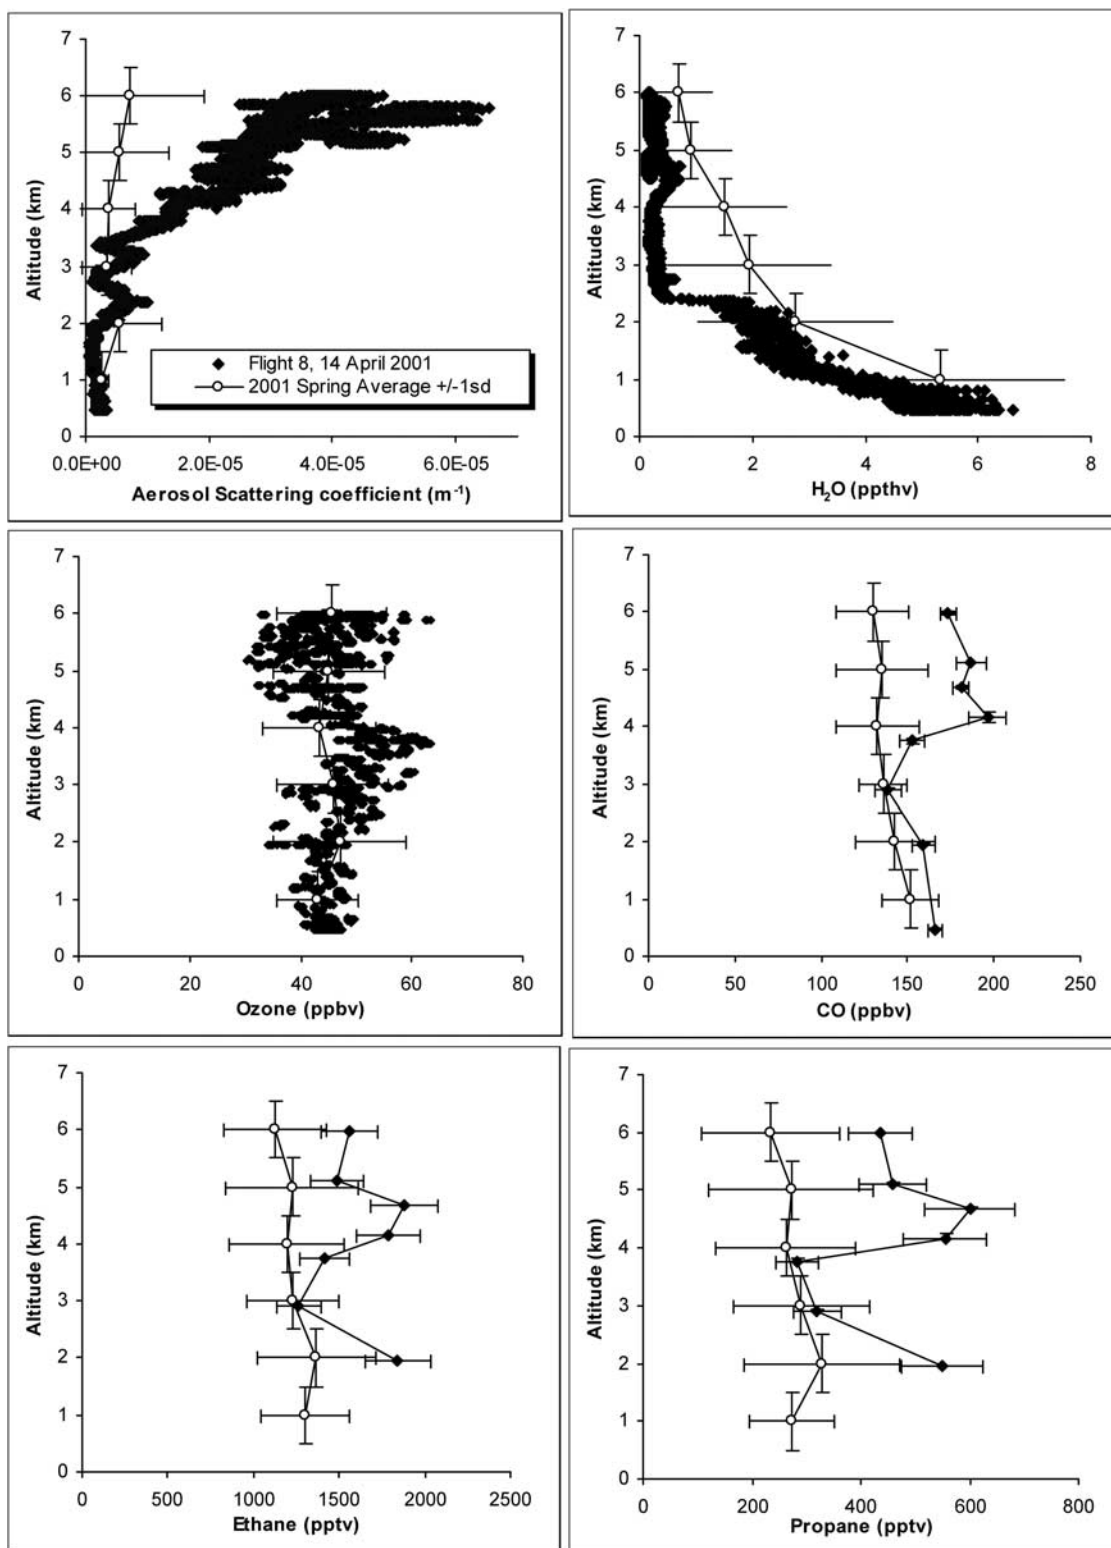 7
6
5
4
3
2
1
0
Altitude (km)
Flight 8, 14 April 2001
2001 Spring Average +/-1sd
0.0E+00 2.0E-05 4.0E-05 6.0E-05
Aerosol Scattering coefficient (m⁻¹)
7
6
5
4
3
2
1
0
Altitude (km)
0 2 4 6 8
H₂O (ppthv)
7
6
5
4
3
2
1
0
Altitude (km)
0 20 40 60 80
Ozone (ppbv)
7
6
5
4
3
2
1
0
Altitude (km)
0 50 100 150 200 250
CO (ppbv)
7
6
5
4
3
2
1
0
Altitude (km)
0 500 1000 1500 2000 2500
Ethane (pptv)
7
6
5
4
3
2
1
0
Altitude (km)
0 200 400 600 800
Propane (pptv)